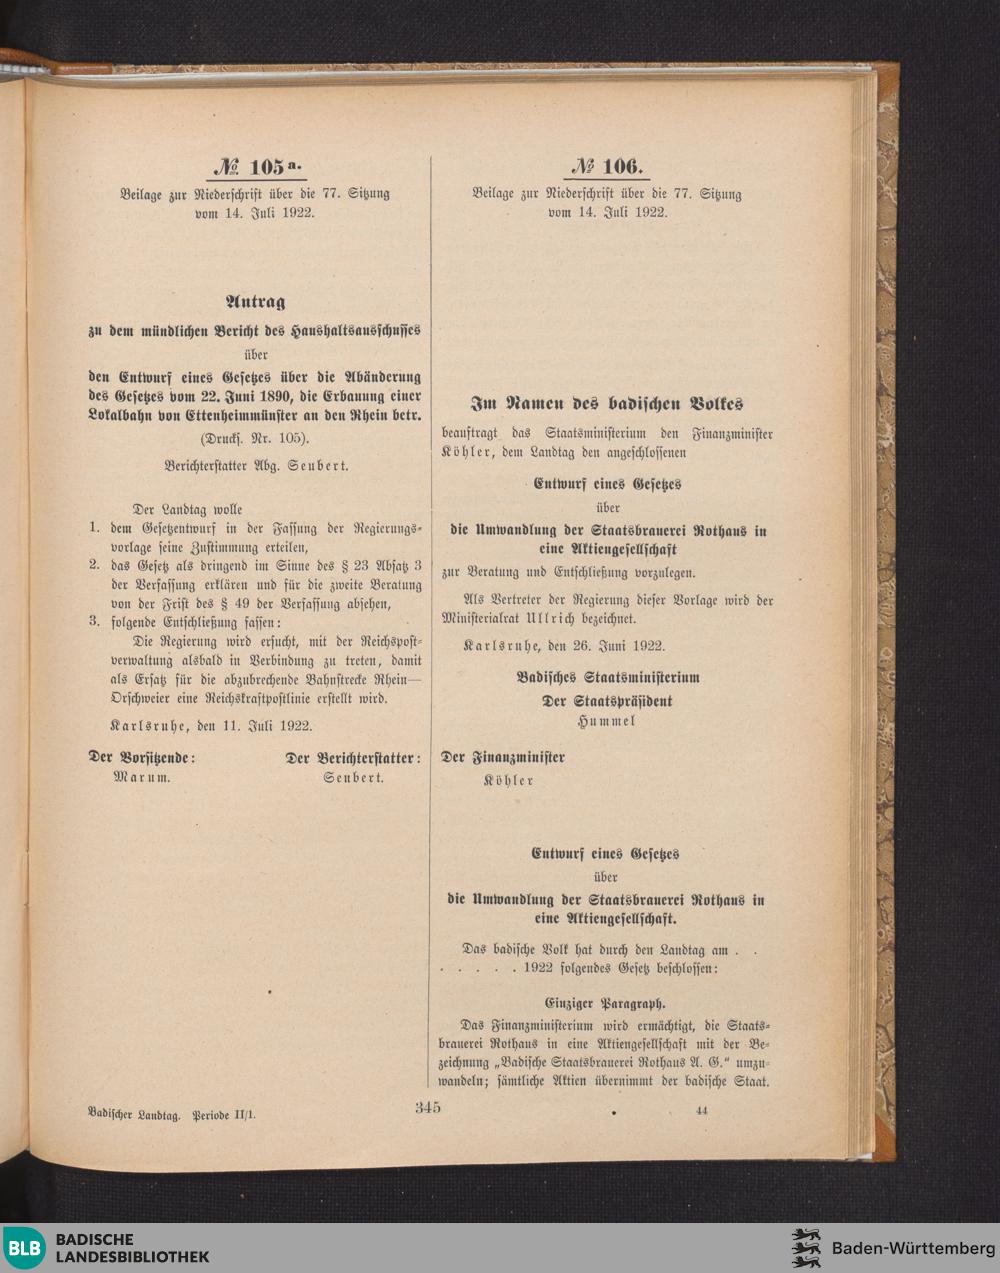 № 105 a.
Beilage zur Niederschrift über die 77. Sitzung
vom 14. Juli 1922.
Antrag
zu dem mündlichen Bericht des Haushaltsausschusses
über
den Entwurf eines Gesetzes über die Abänderung
des Gesetzes vom 22. Juni 1890, die Erbauung einer
Lokalbahn von Ettenheimmünster an den Rhein betr.
(Drucks. Nr. 105).
Berichterstatter Abg. Seubert.
Der Landtag wolle
1. dem Gesetzentwurf in der Fassung der Regierungs-
vorlage seine Zustimmung erteilen,
2. das Gesetz als dringend im Sinne des § 23 Absatz 3
der Verfassung erklären und für die zweite Beratung
von der Frist des § 49 der Verfassung absehen,
3. folgende Entschließung fassen:
Die Regierung wird ersucht, mit der Reichspost-
verwaltung alsbald in Verbindung zu treten, damit
als Ersatz für die abzubrechende Bahnstrecke Rhein—
Orschweier eine Reichskraftpostlinie erstellt wird.
Karlsruhe, den 11. Juli 1922.
Der Vorsitzende: Der Berichterstatter:
Marum. Seubert.
№ 106.
Beilage zur Niederschrift über die 77. Sitzung
vom 14. Juli 1922.
Im Namen des badischen Volkes
beauftragt das Staatsministerium den Finanzminister
Köhler, dem Landtag den angeschlossenen
Entwurf eines Gesetzes
über
die Umwandlung der Staatsbrauerei Rothaus in
eine Aktiengesellschaft
zur Beratung und Entschließung vorzulegen.
Als Vertreter der Regierung dieser Vorlage wird der
Ministerialrat Ullrich bezeichnet.
Karlsruhe, den 26. Juni 1922.
Badisches Staatsministerium
Der Staatspräsident
Hummel
Der Finanzminister
Köhler
Entwurf eines Gesetzes
über
die Umwandlung der Staatsbrauerei Rothaus in
eine Aktiengesellschaft.
Das badische Volk hat durch den Landtag am . .
. . . . . 1922 folgendes Gesetz beschlossen:
Einziger Paragraph.
Das Finanzministerium wird ermächtigt, die Staats-
brauerei Rothaus in eine Aktiengesellschaft mit der Be-
zeichnung „Badische Staatsbrauerei Rothaus A. G.“ umzu-
wandeln; sämtliche Aktien übernimmt der badische Staat.
Badischer Landtag. Periode II/1.
345
44
BLB
BADISCHE
LANDESBIBLIOTHEK
Baden-Württemberg